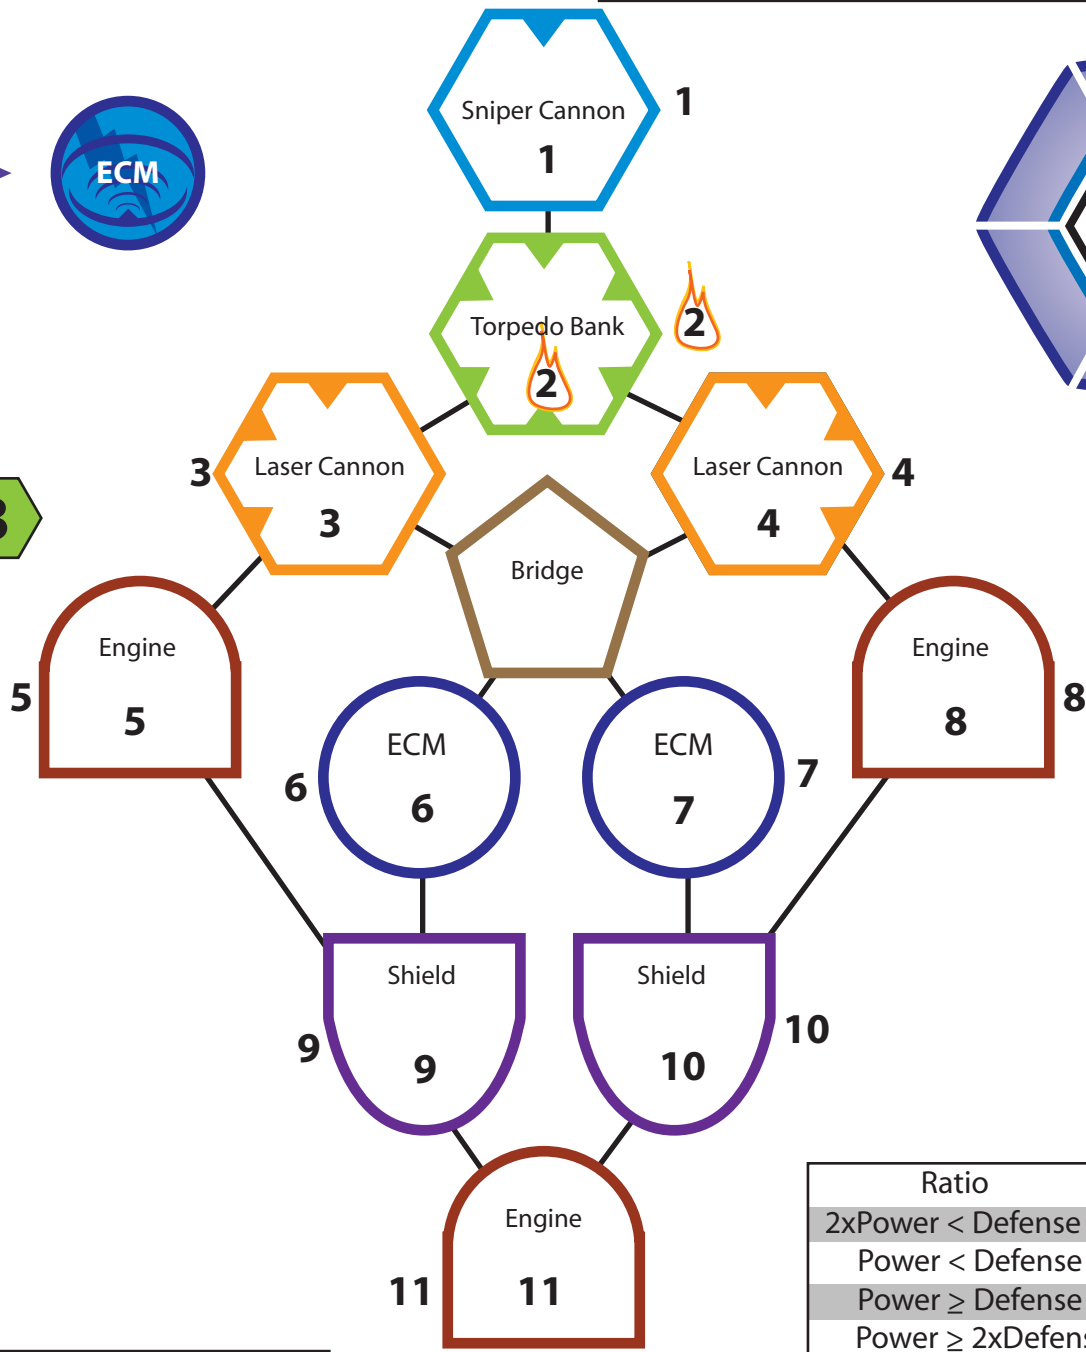 Sniper Cannon
1
1
ECM
Torpedo Bank
2
2
3
Laser Cannon
3
Laser Cannon
4
4
Bridge
Engine
5
5
Engine
8
8
ECM
6
6
ECM
7
7
Shield
9
9
Shield
10
10
Engine
11
11
Ratio
2xPower < Defense
Power < Defense
Power ≥ Defense
Power ≥ 2xDefens